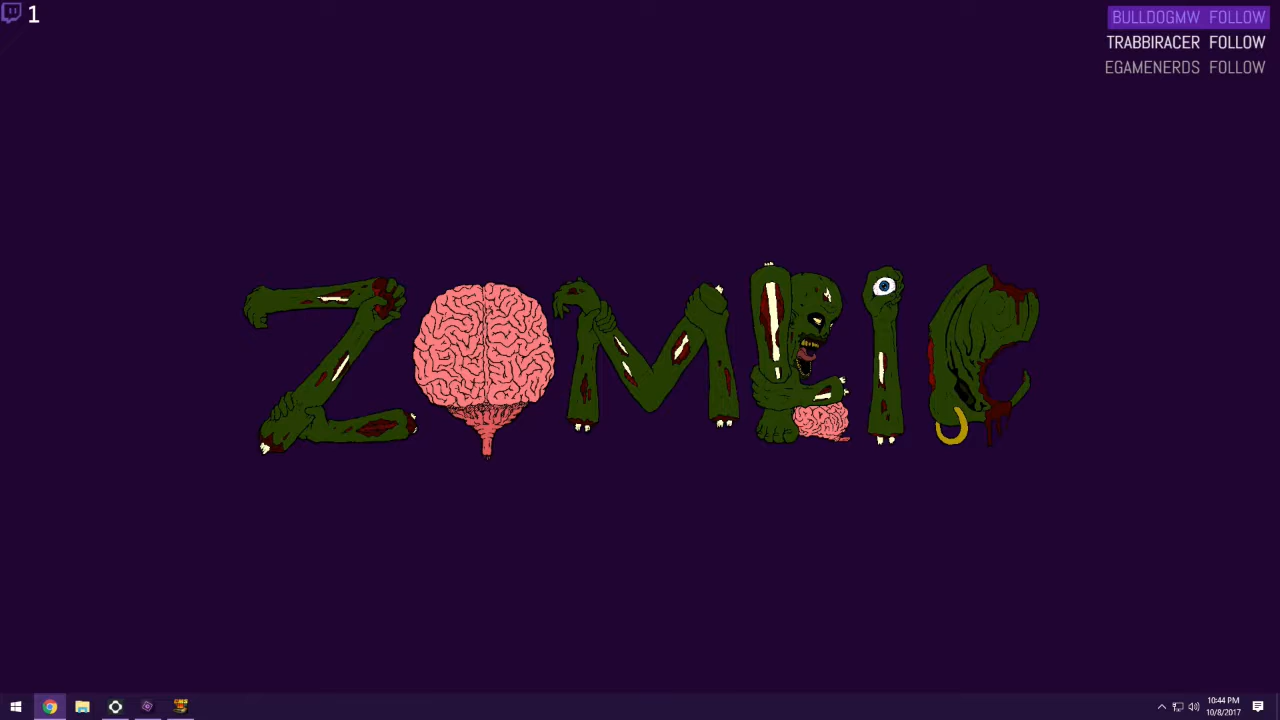 1
BULLDOGMW FOLLOW
TRABBIRACER FOLLOW
EGAMENERDS FOLLOW
ZOMBIE
10:44 PM
10/8/2017